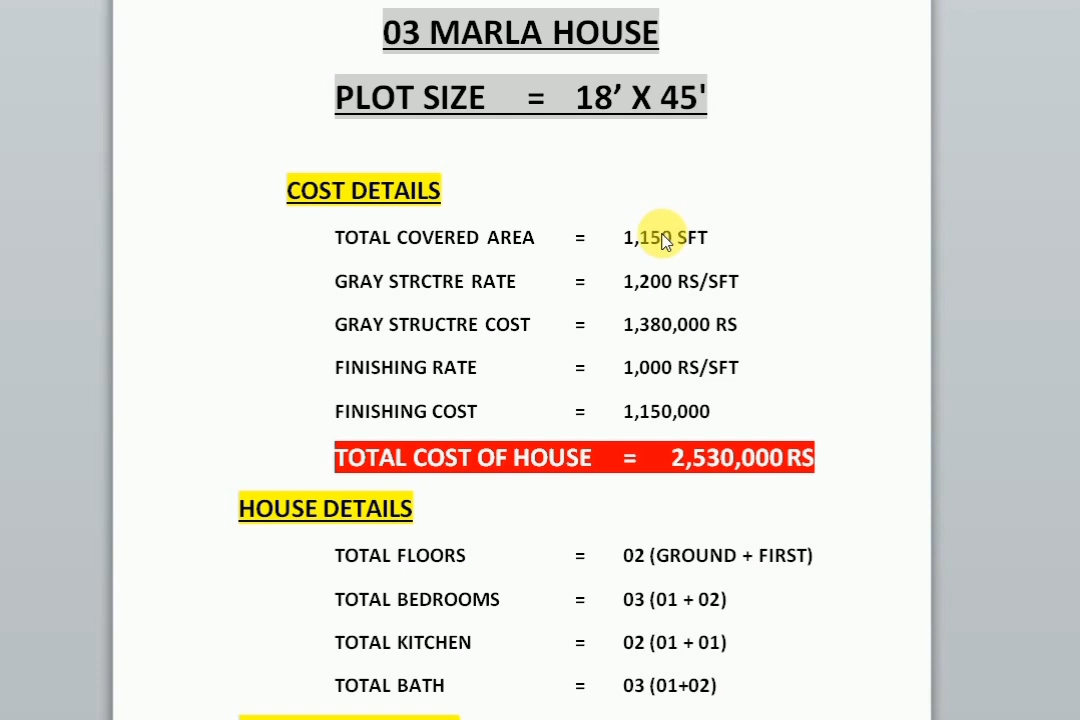 03 MARLA HOUSE
PLOT SIZE = 18’ X 45'
COST DETAILS
TOTAL COVERED AREA = 1,150 SFT
GRAY STRCTRE RATE = 1,200 RS/SFT
GRAY STRUCTRE COST = 1,380,000 RS
FINISHING RATE = 1,000 RS/SFT
FINISHING COST = 1,150,000
TOTAL COST OF HOUSE = 2,530,000 RS
HOUSE DETAILS
TOTAL FLOORS = 02 (GROUND + FIRST)
TOTAL BEDROOMS = 03 (01 + 02)
TOTAL KITCHEN = 02 (01 + 01)
TOTAL BATH = 03 (01+02)